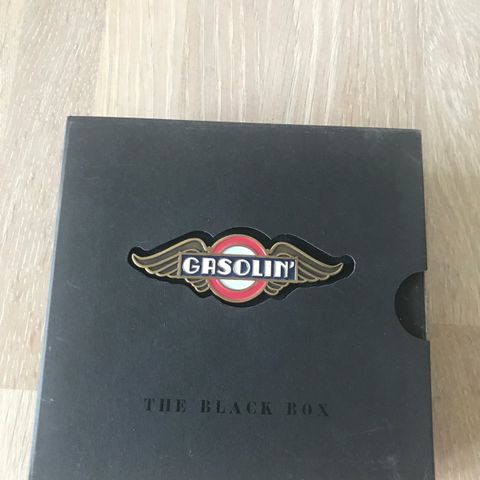 GASOLIN'
THE BLACK BOX